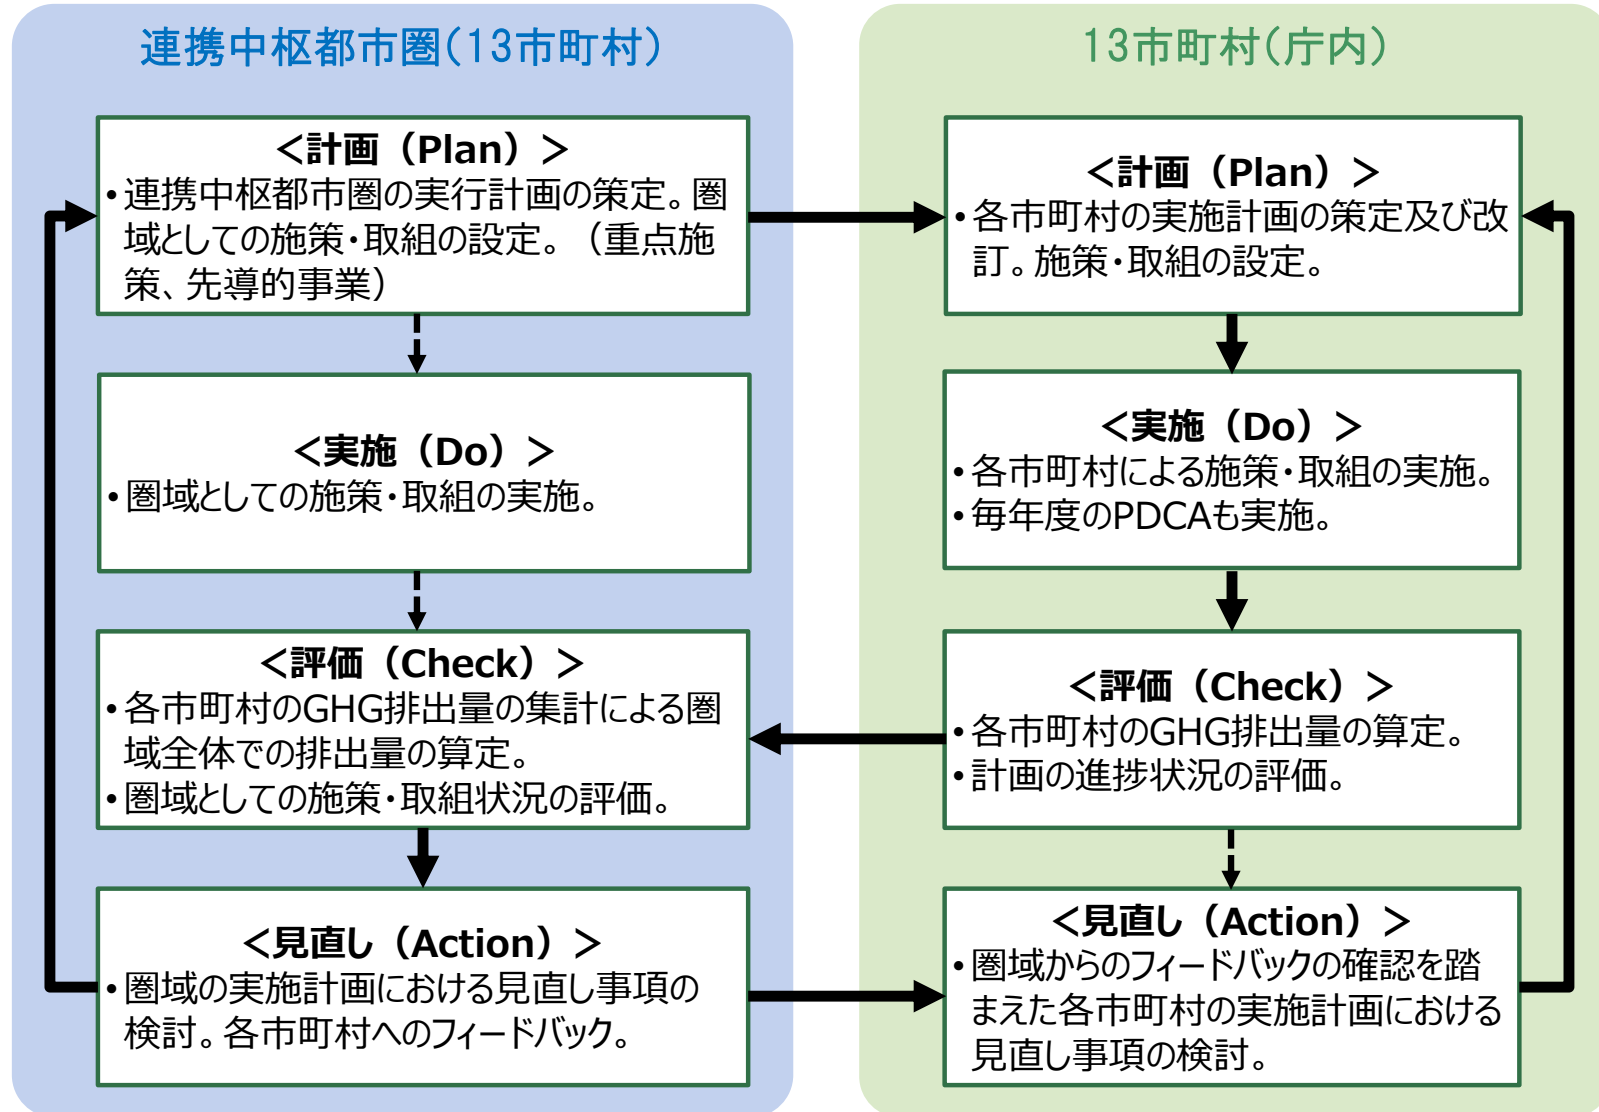 連携中枢都市圏(13市町村)
<計画（Plan）>
•連携中枢都市圏の実行計画の策定。圏
域としての施策・取組の設定。（重点施
策、先導的事業）
<実施（Do）>
•圏域としての施策・取組の実施。
<評価（Check）>
•各市町村のGHG排出量の集計による圏
域全体での排出量の算定。
•圏域としての施策・取組状況の評価。
<見直し（Action）>
•圏域の実施計画における見直し事項の
検討。各市町村へのフィードバック。
13市町村(庁内)
<計画（Plan）>
•各市町村の実施計画の策定及び改
訂。施策・取組の設定。
<実施（Do）>
•各市町村による施策・取組の実施。
•毎年度のPDCAも実施。
<評価（Check）>
•各市町村のGHG排出量の算定。
•計画の進捗状況の評価。
<見直し（Action）>
•圏域からのフィードバックの確認を踏
まえた各市町村の実施計画における
見直し事項の検討。